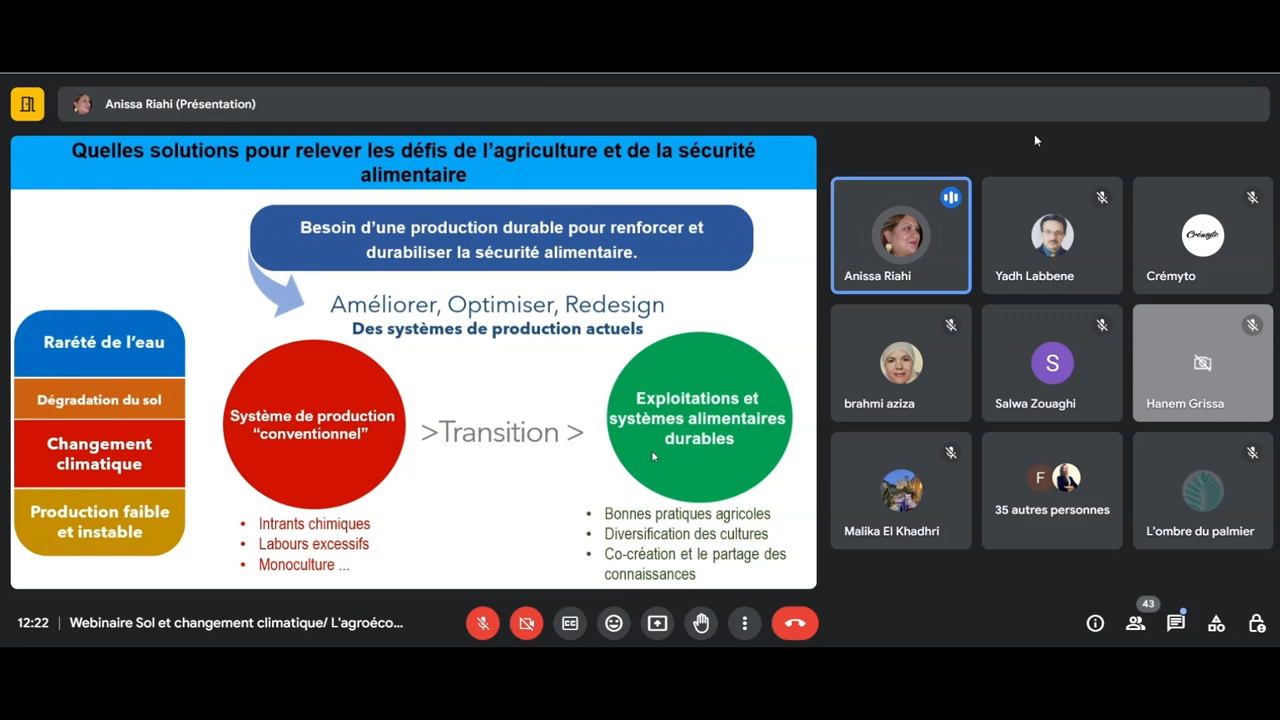 Anissa Riahi (Présentation)
Quelles solutions pour relever les défis de l'agriculture et de la sécurité
alimentaire
Besoin d'une production durable pour renforcer et
durabiliser la sécurité alimentaire.
Améliorer, Optimiser, Redesign
Des systèmes de production actuels
Rarété de l'eau
Dégradation du sol
Changement
climatique
Production faible
et instable
Système de production
“conventionnel”
>Transition >
Exploitations et
systèmes alimentaires
durables
• Intrants chimiques
• Labours excessifs
• Monoculture ...
• Bonnes pratiques agricoles
• Diversification des cultures
• Co-création et le partage des
connaissances
Anissa Riahi
Yadh Labbene
Crémyto
Crémyto
brahmi aziza
S
Salwa Zouaghi
Hanem Grissa
Malika El Khadhri
F
35 autres personnes
L'ombre du palmier
12:22 | Webinaire Sol et changement climatique/ L'agroéco...
43